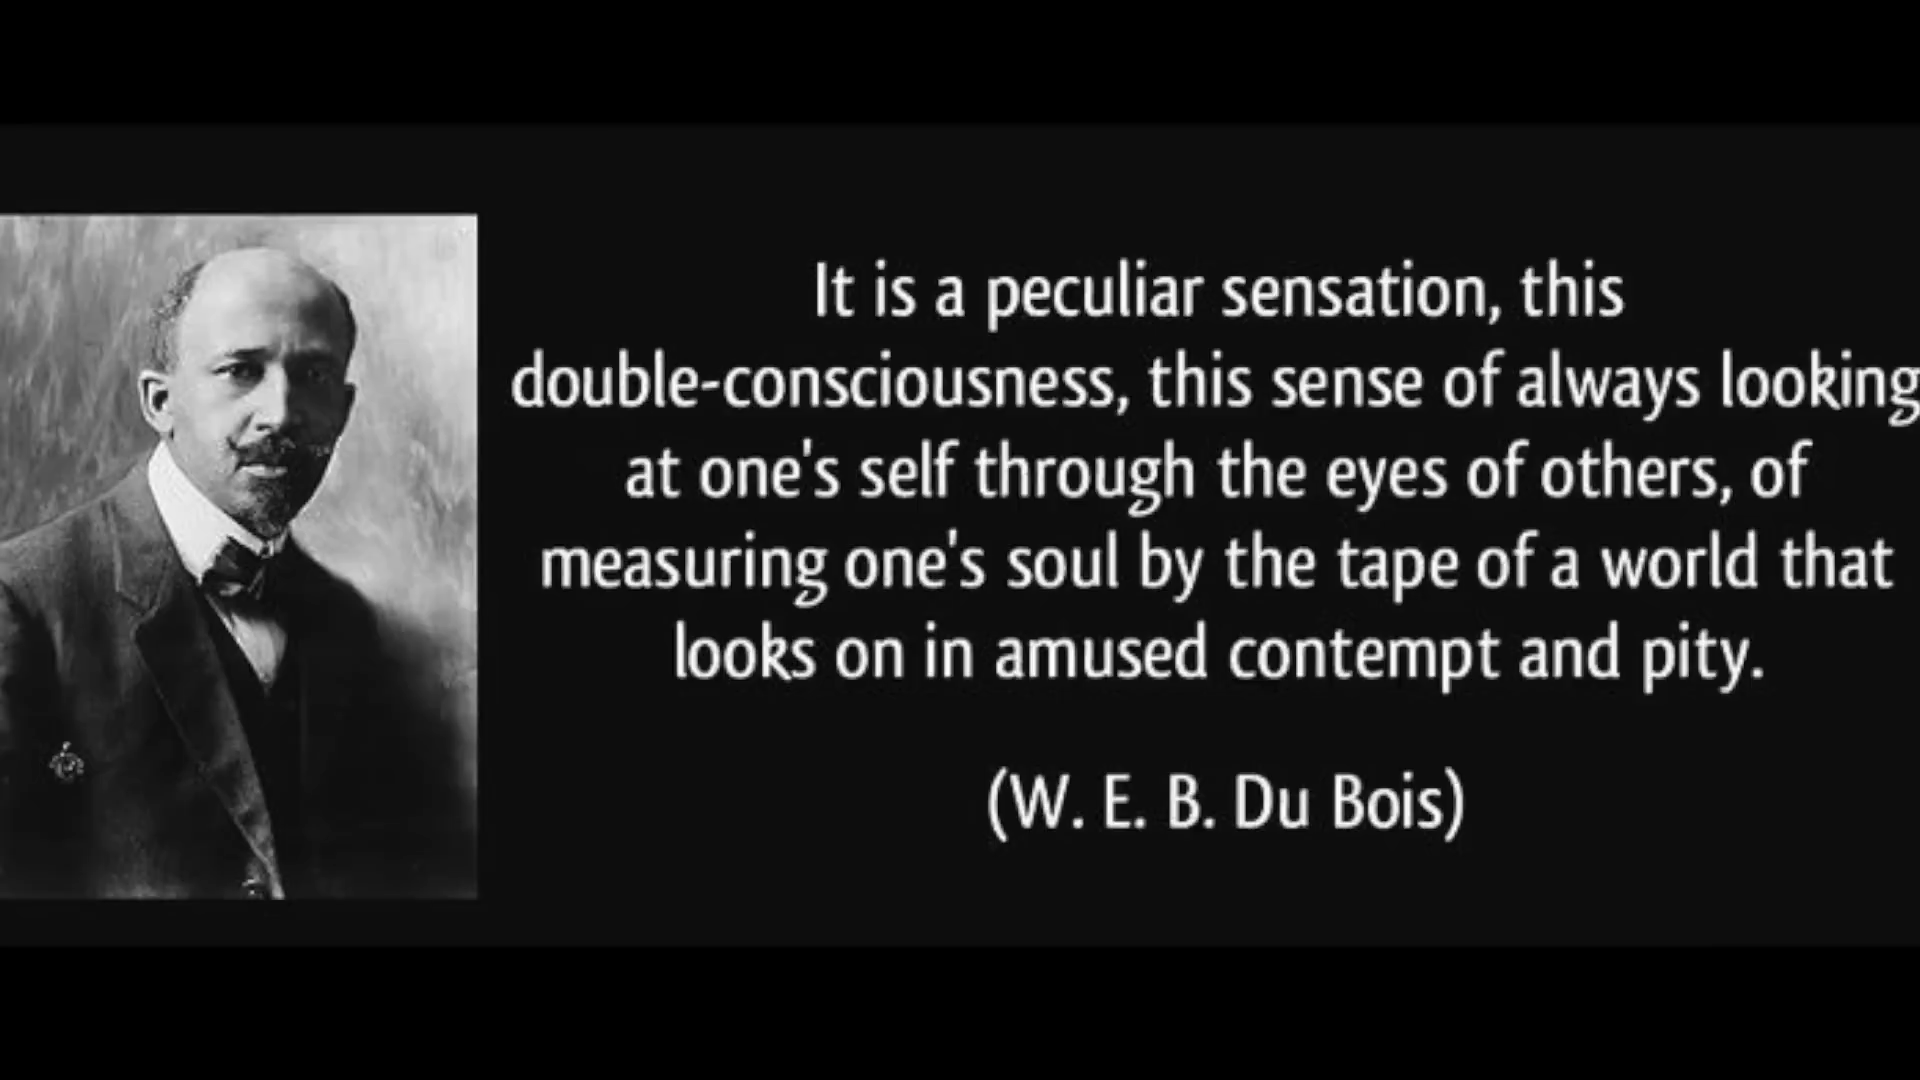 It is a peculiar sensation, this
double-consciousness, this sense of always looking
at one's self through the eyes of others, of
measuring one's soul by the tape of a world that
looks on in amused contempt and pity.
(W. E. B. Du Bois)